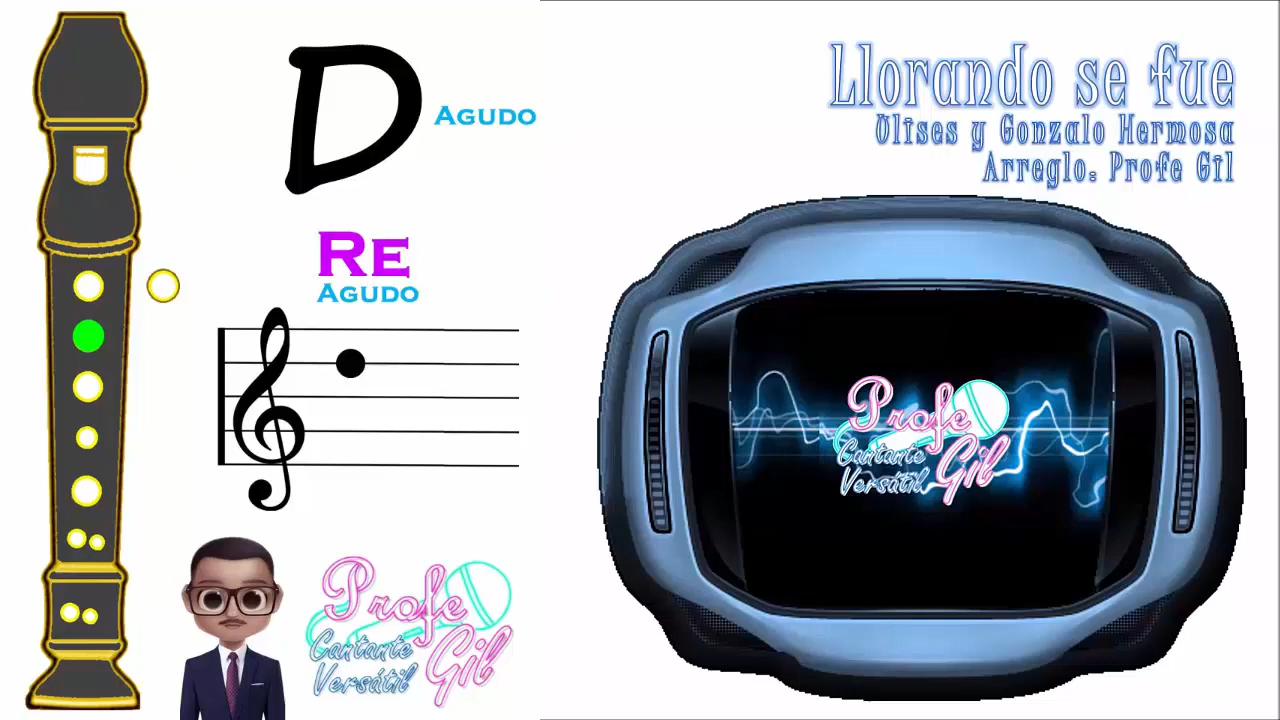 D
AGUDO
RE
AGUDO
Profe
Gil
Cantante
Versátil
Llorando se fue
Ulises y Gonzalo Hermosa
Arreglo: Profe Gil
Profe
Gil
Cantante
Versátil